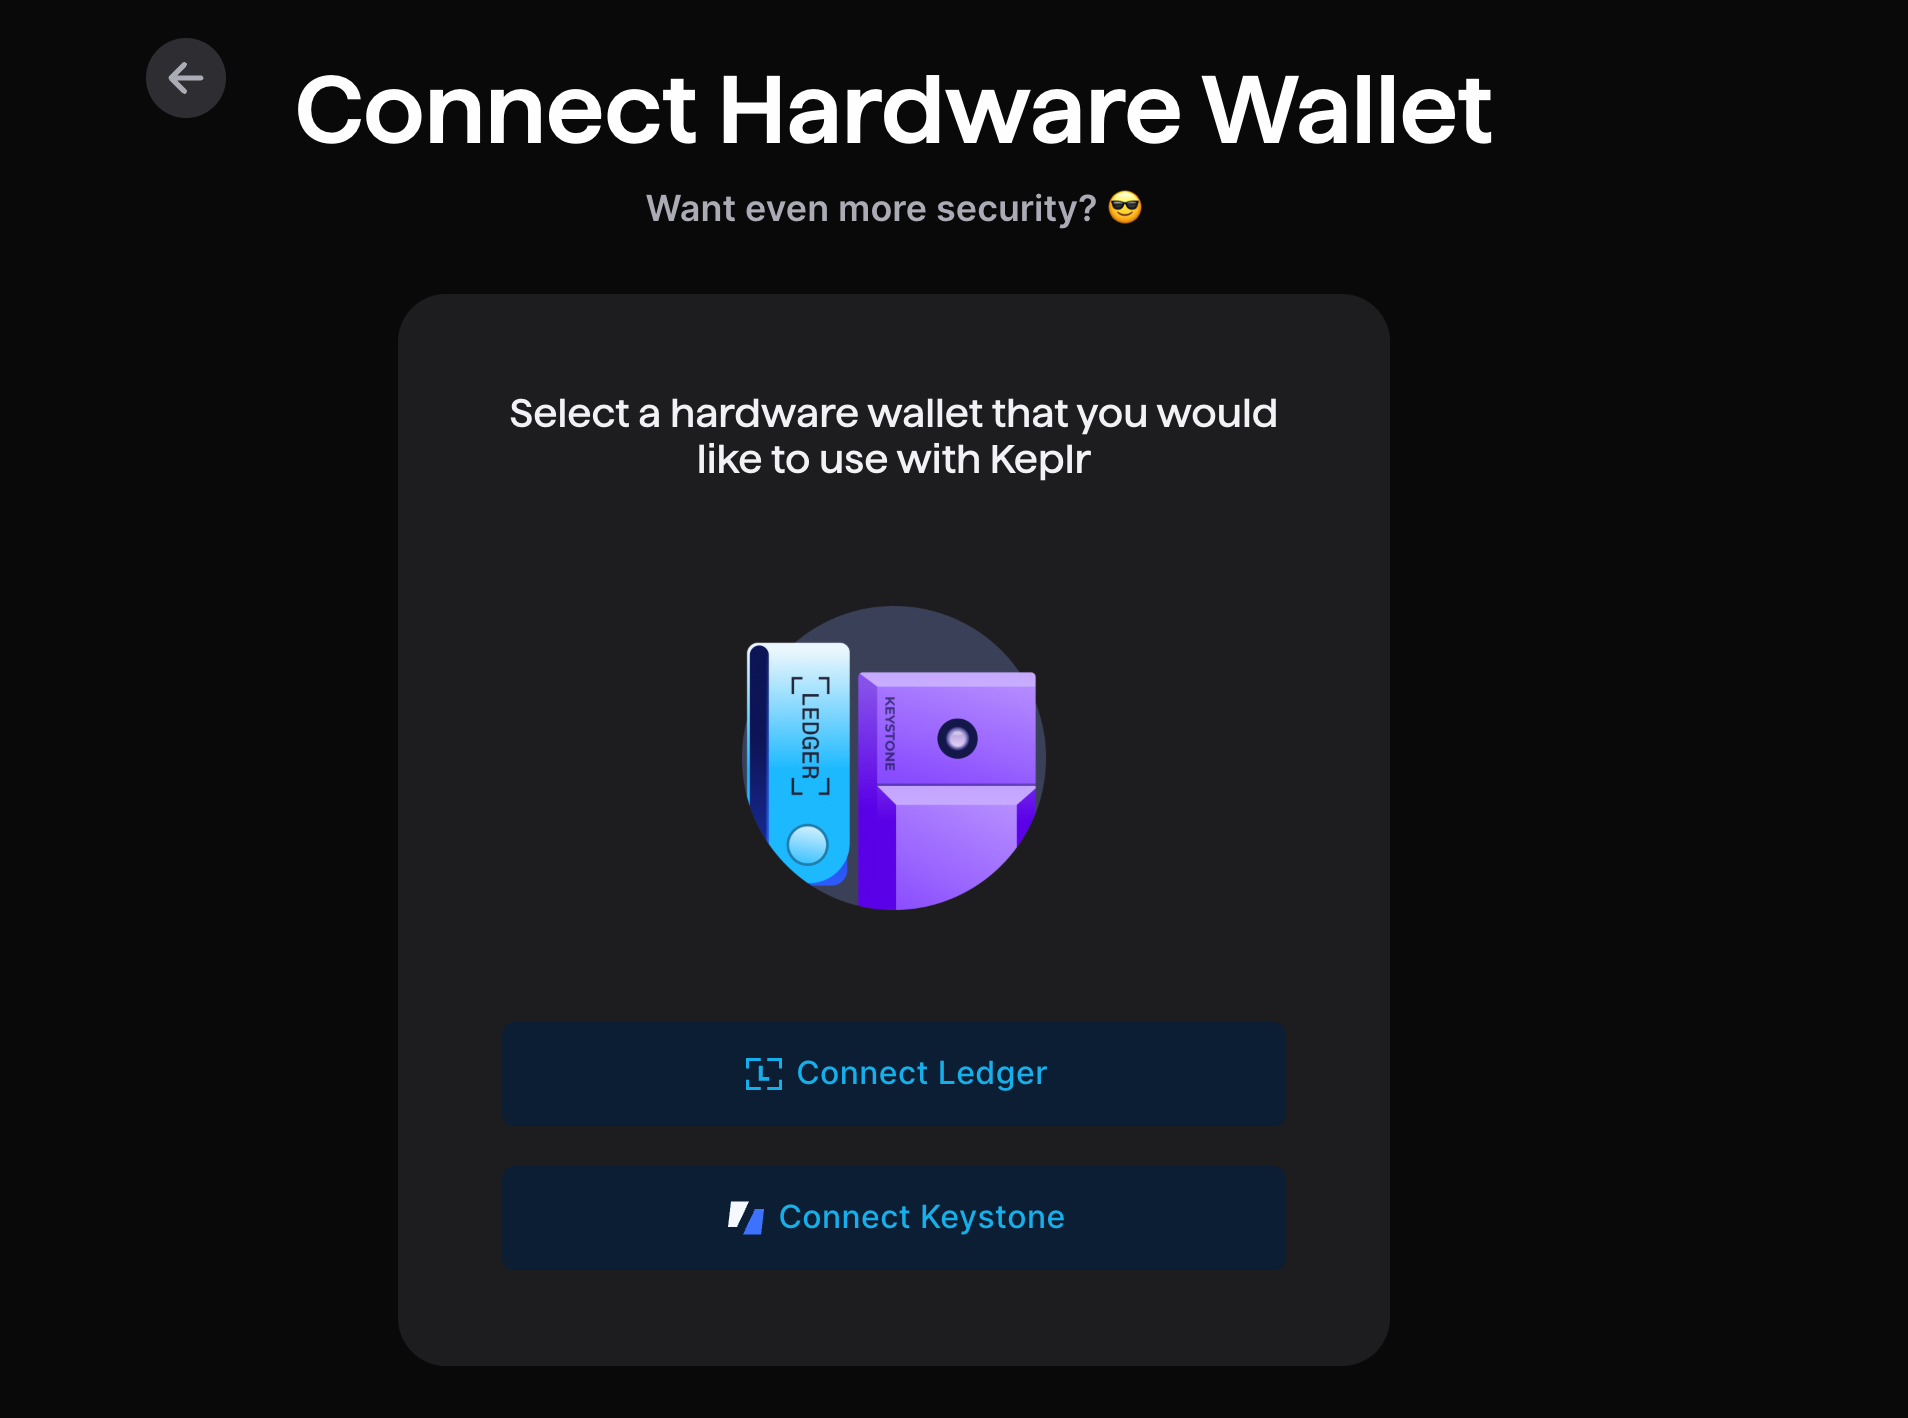 Connect Hardware Wallet
Want even more security? 😎
Select a hardware wallet that you would
like to use with Keplr
LEDGER
KEYSTONE
Connect Ledger
Connect Keystone